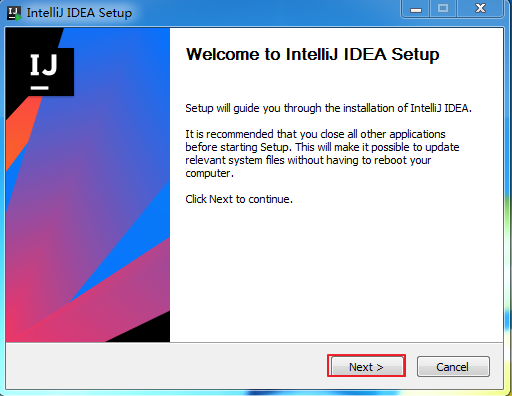 IJ IntelliJ IDEA Setup
IJ
Welcome to IntelliJ IDEA Setup
Setup will guide you through the installation of IntelliJ IDEA.
It is recommended that you close all other applications
before starting Setup. This will make it possible to update
relevant system files without having to reboot your
computer.
Click Next to continue.
Next >
Cancel